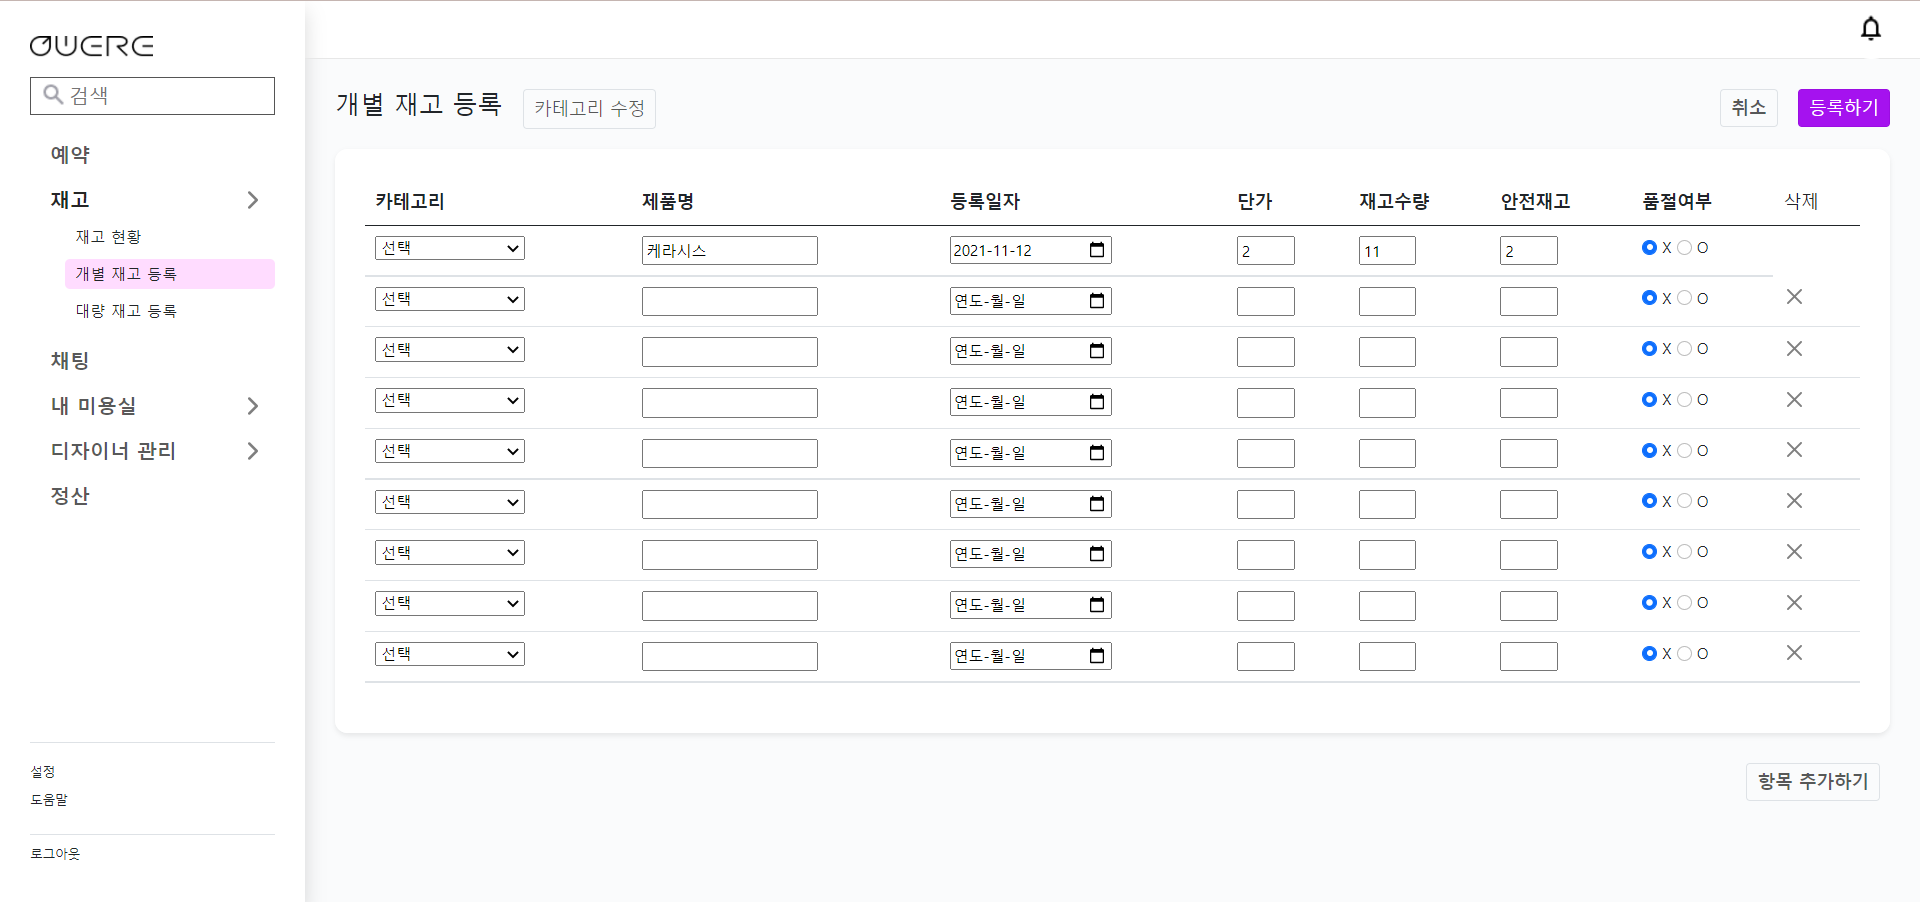 OWERE
검색
예약
재고
재고 현황
개별 재고 등록
대량 재고 등록
채팅
내 미용실
디자이너 관리
정산
설정
도움말
로그아웃
개별 재고 등록 카테고리 수정 취소 등록하기
카테고리 제품명 등록일자 단가 재고수량 안전재고 품절여부 삭제
선택 케라시스 2021-11-12 2 11 2 X O
선택 연도-월-일 X O
선택 연도-월-일 X O
선택 연도-월-일 X O
선택 연도-월-일 X O
선택 연도-월-일 X O
선택 연도-월-일 X O
선택 연도-월-일 X O
선택 연도-월-일 X O
항목 추가하기